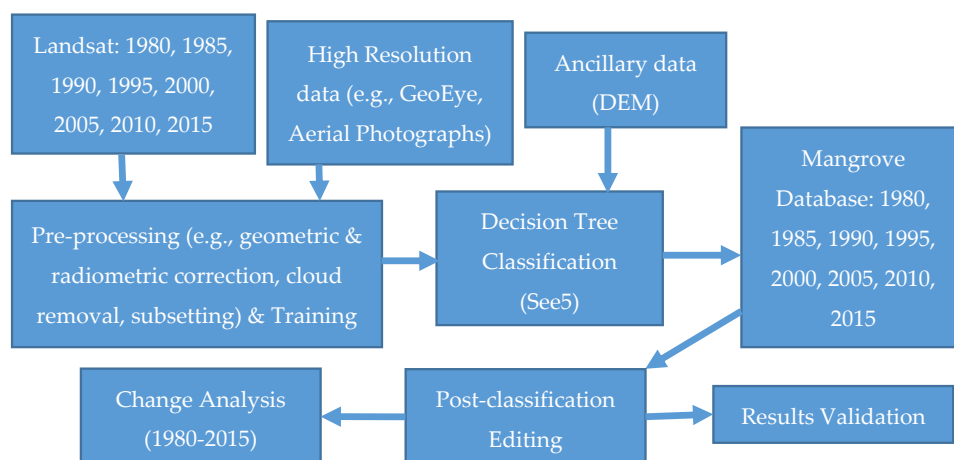 Landsat: 1980, 1985,
1990, 1995, 2000,
2005, 2010, 2015
High Resolution
data (e.g., GeoEye,
Aerial Photographs)
Ancillary data
(DEM)
Pre-processing (e.g., geometric &
radiometric correction, cloud
removal, subsetting) & Training
Decision Tree
Classification
(See5)
Mangrove
Database: 1980,
1985, 1990, 1995,
2000, 2005, 2010,
2015
Change Analysis
(1980-2015)
Post-classification
Editing
Results Validation